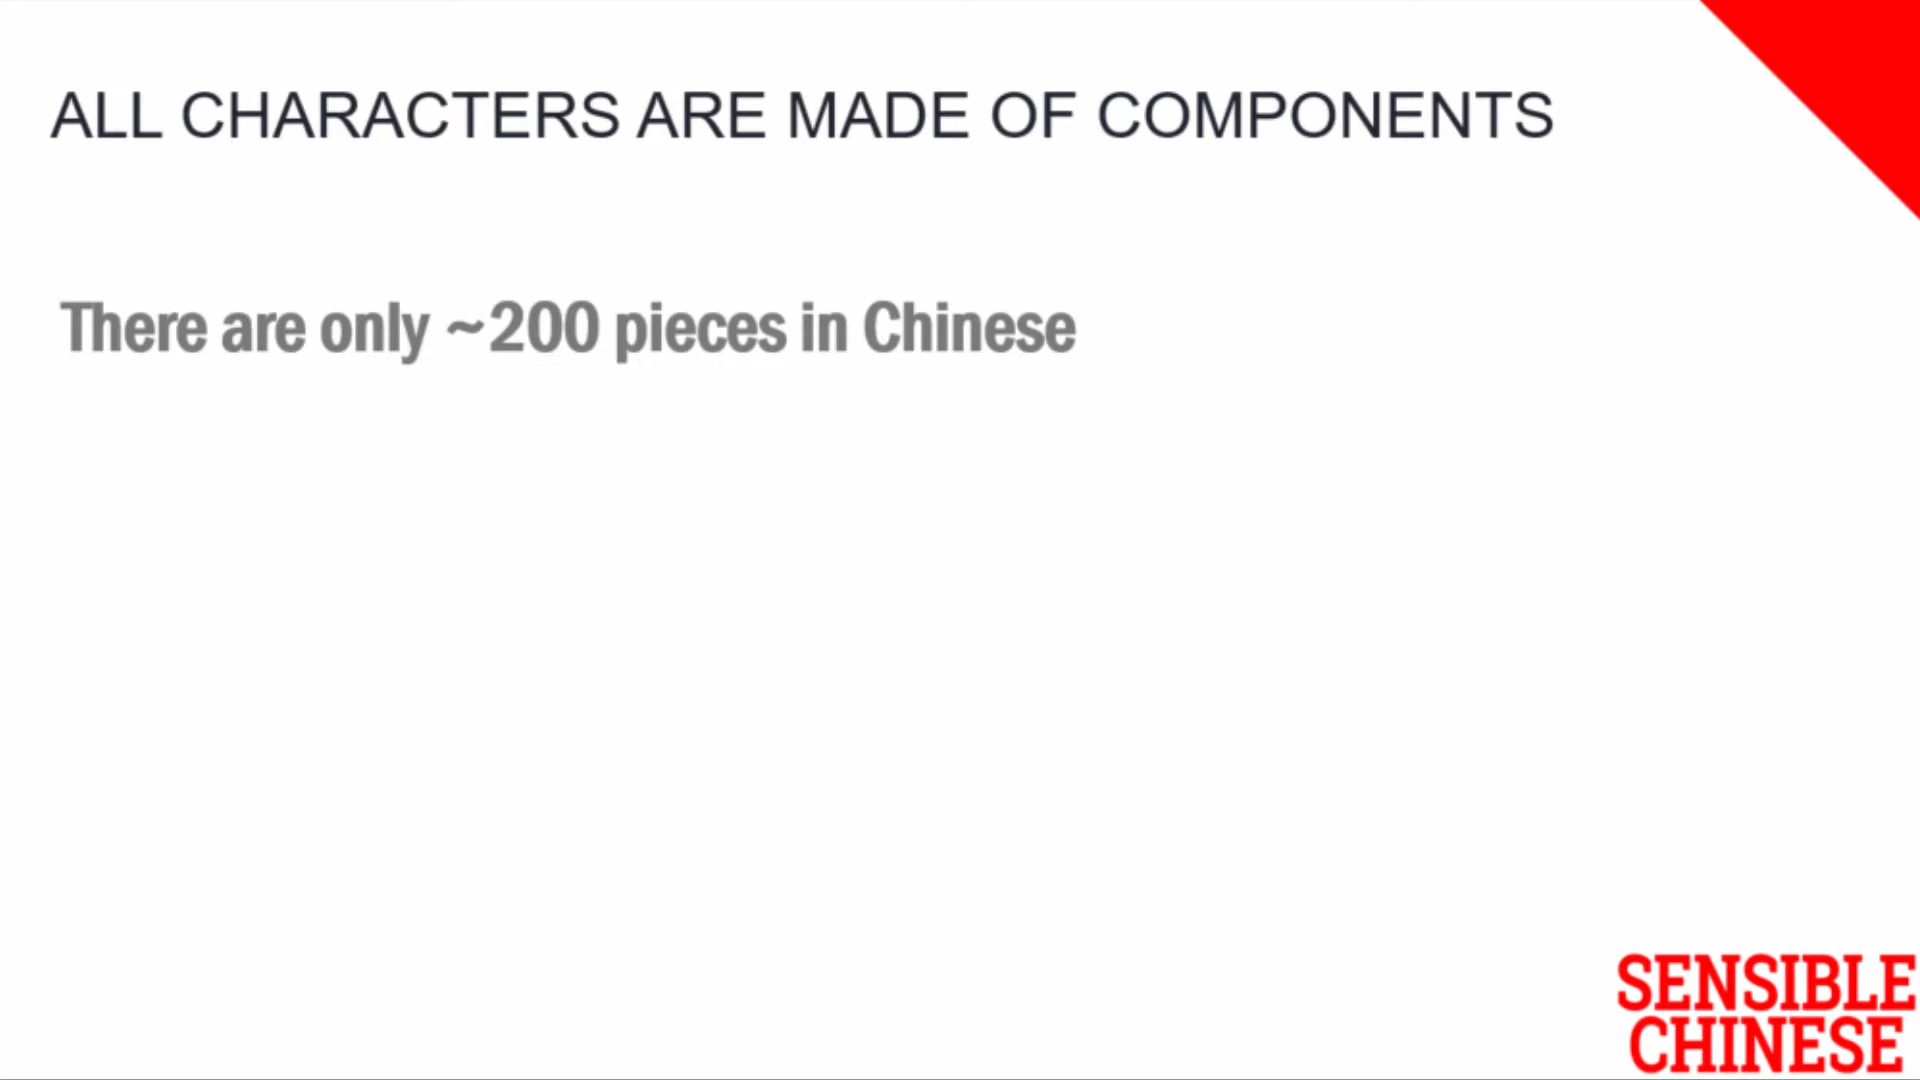 ALL CHARACTERS ARE MADE OF COMPONENTS
There are only ~200 pieces in Chinese
SENSIBLE
CHINESE